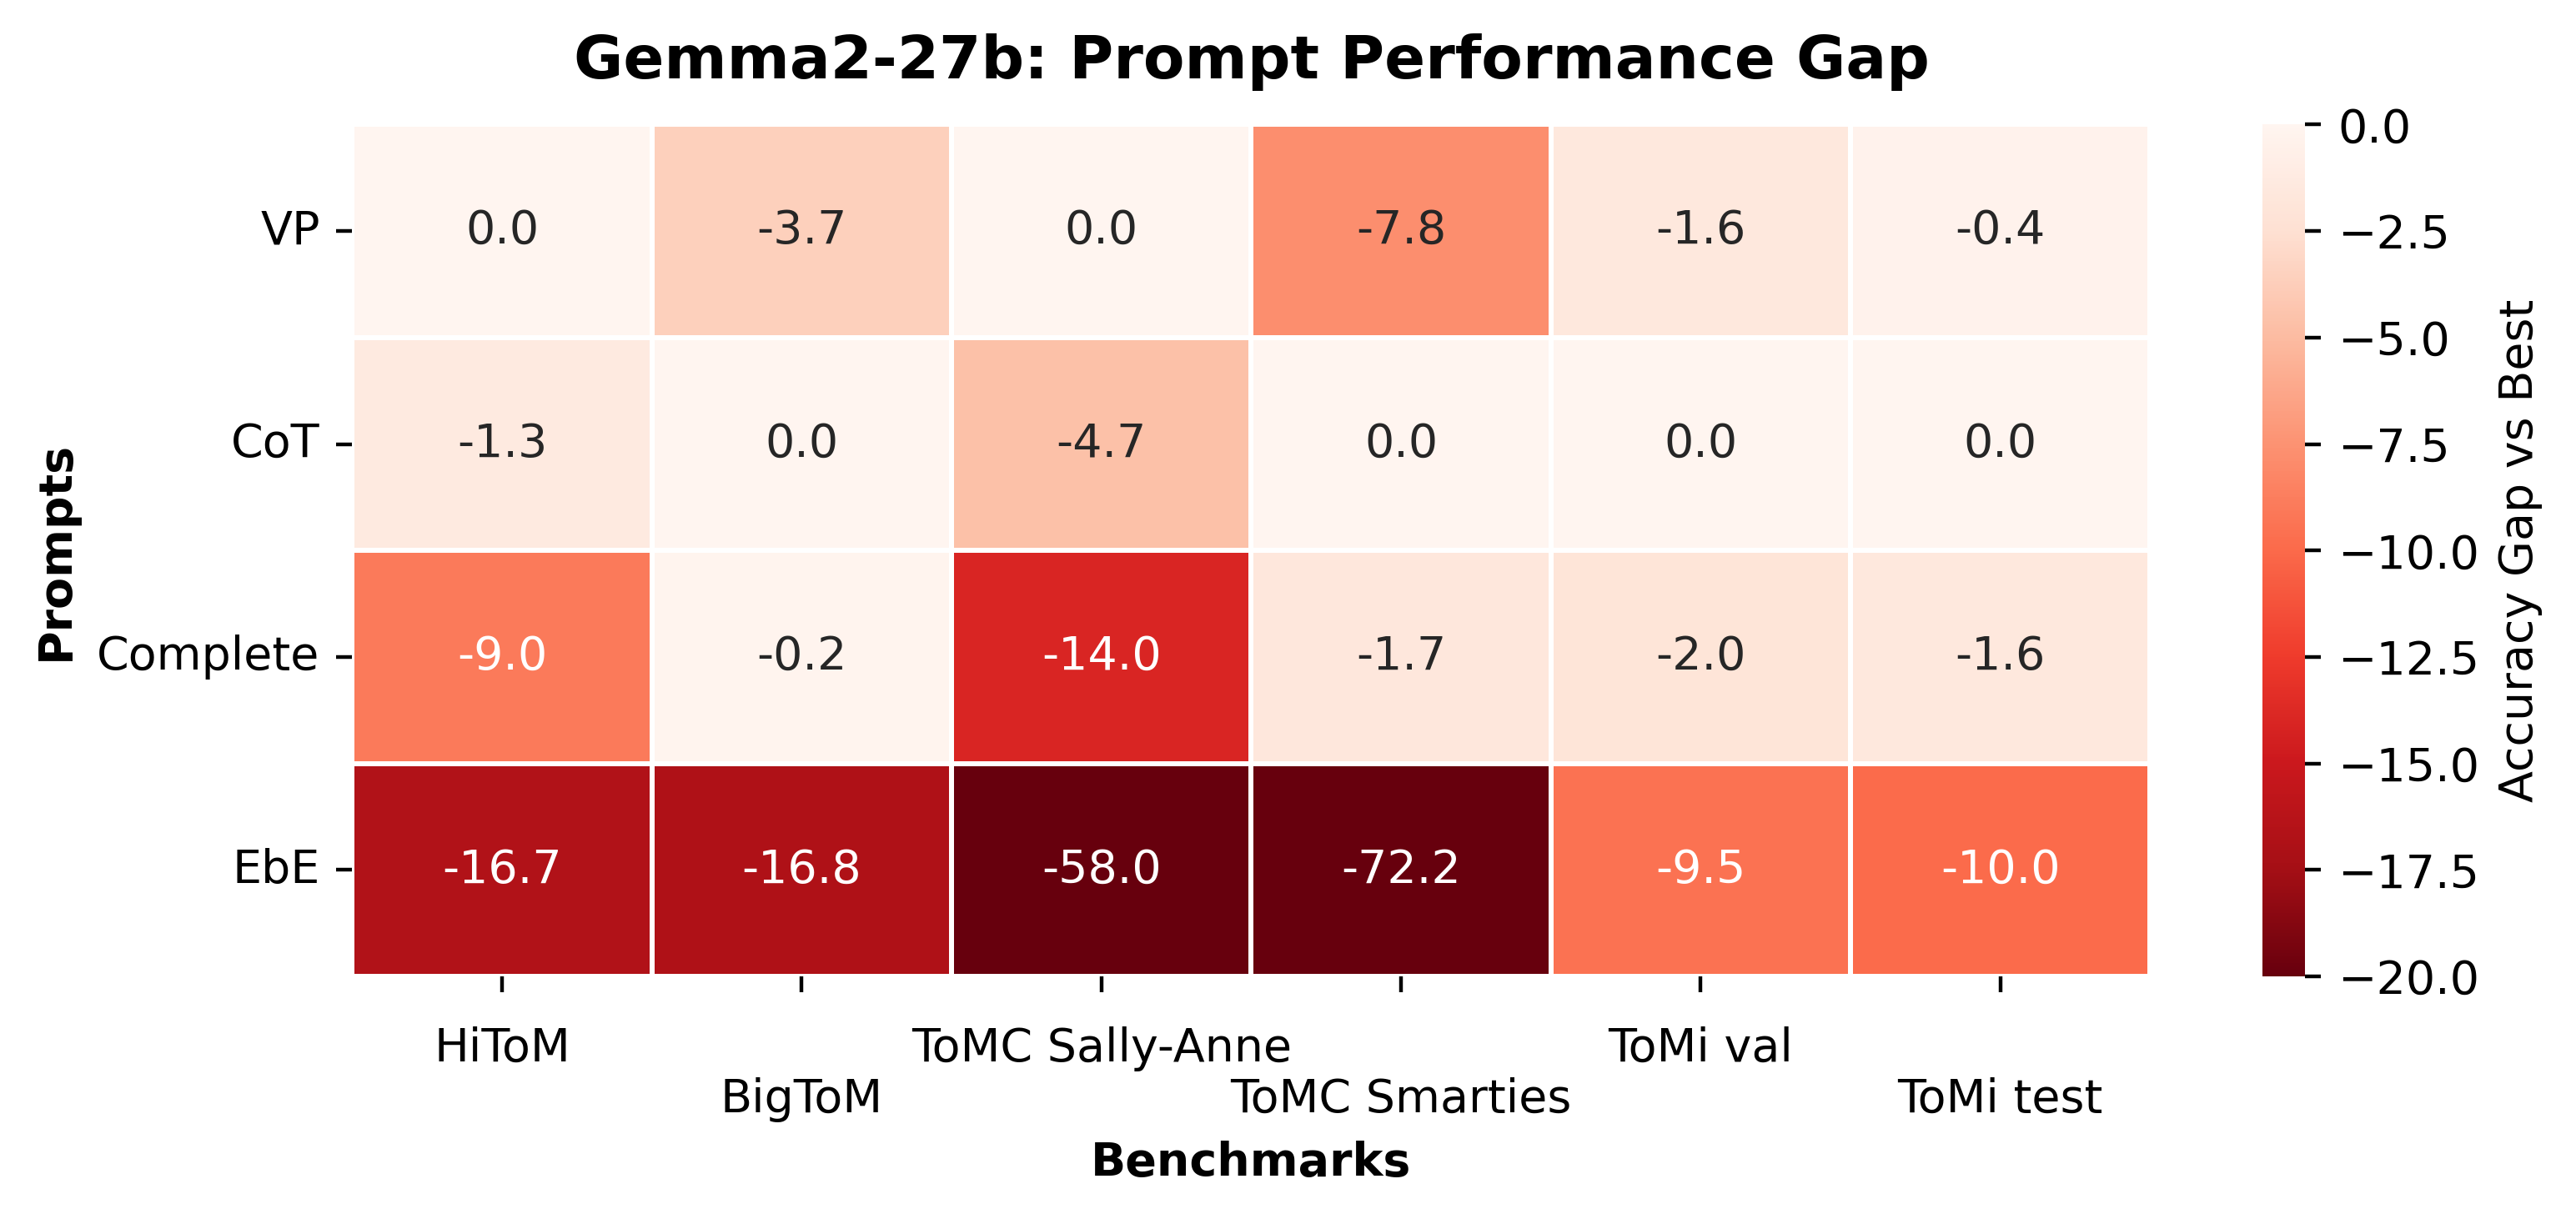 Gemma2-27b: Prompt Performance Gap
Prompts
VP 0.0 -3.7 0.0 -7.8 -1.6 -0.4
CoT -1.3 0.0 -4.7 0.0 0.0 0.0
Complete -9.0 -0.2 -14.0 -1.7 -2.0 -1.6
EbE -16.7 -16.8 -58.0 -72.2 -9.5 -10.0
HiToM ToMC Sally-Anne ToMi val
BigToM ToMC Smarties ToMi test
Benchmarks
0.0
−2.5
−5.0
−7.5
−10.0
−12.5
−15.0
−17.5
−20.0
Accuracy Gap vs Best